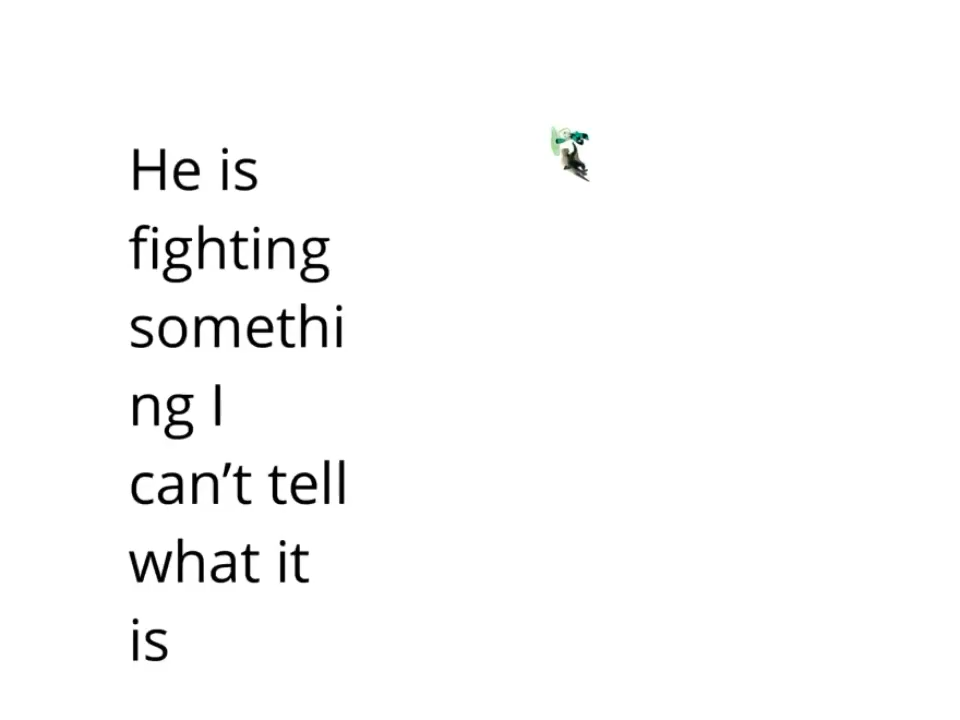 He is
fighting
somethi
ng I
can’t tell
what it
is